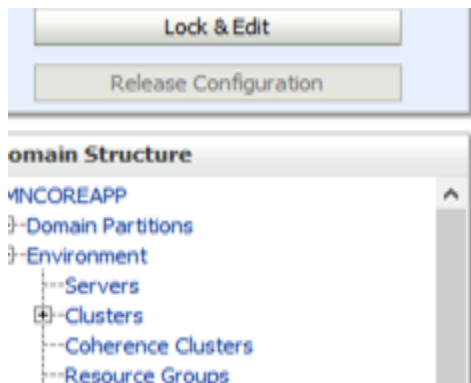 Lock & Edit
Release Configuration
omain Structure
MNCOREAPP
Domain Partitions
Environment
Servers
Clusters
Coherence Clusters
Resource Groups